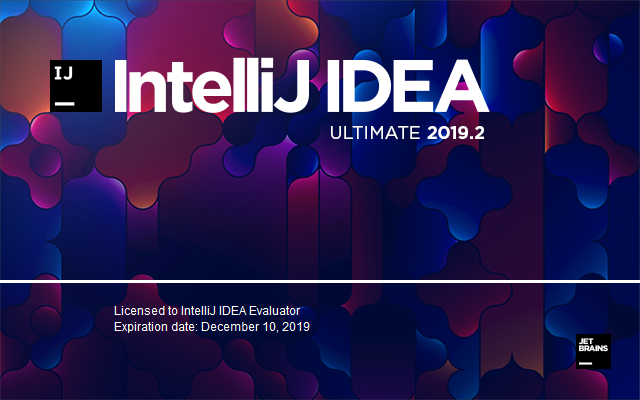 IJ
IntelliJ IDEA
ULTIMATE 2019.2
Licensed to IntelliJ IDEA Evaluator
Expiration date: December 10, 2019
JET
BRAINS